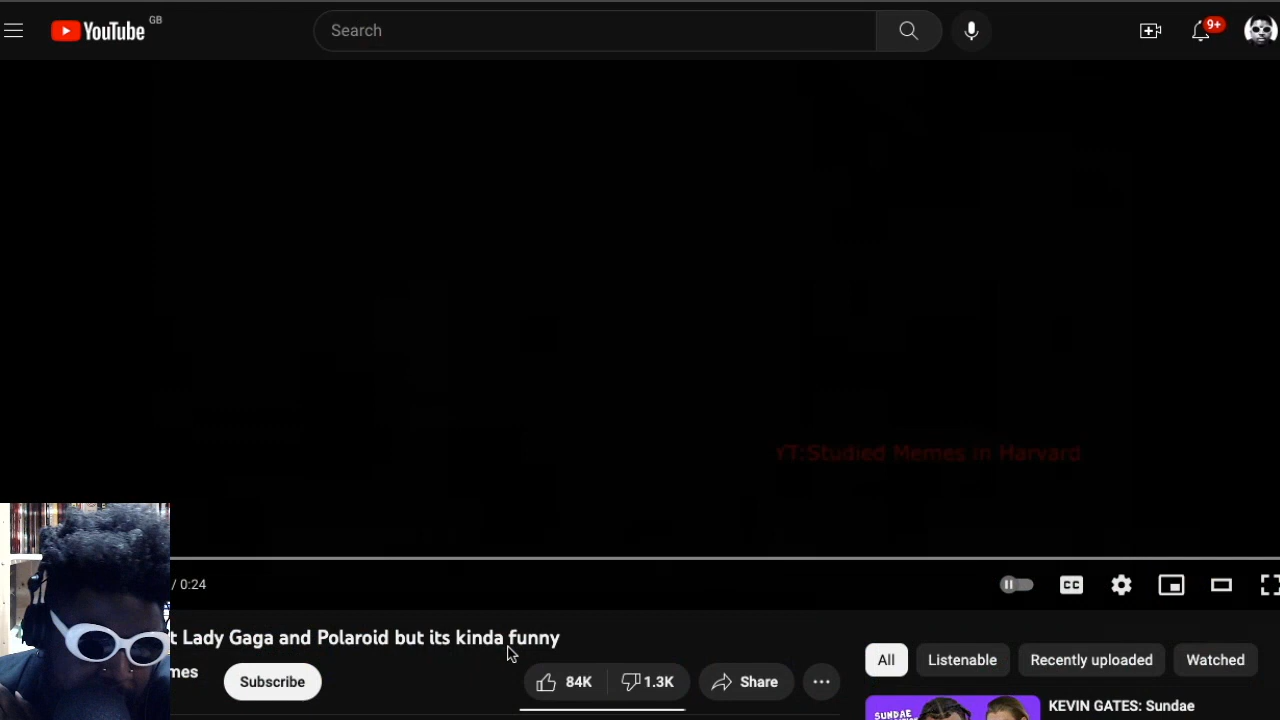 YouTube GB
Search
9+
YT:Studied Memes in Harvard
/ 0:24
CC
t Lady Gaga and Polaroid but its kinda funny
mes
Subscribe
84K
1.3K
Share
All
Listenable
Recently uploaded
Watched
SUNDAE
KEVIN GATES: Sundae